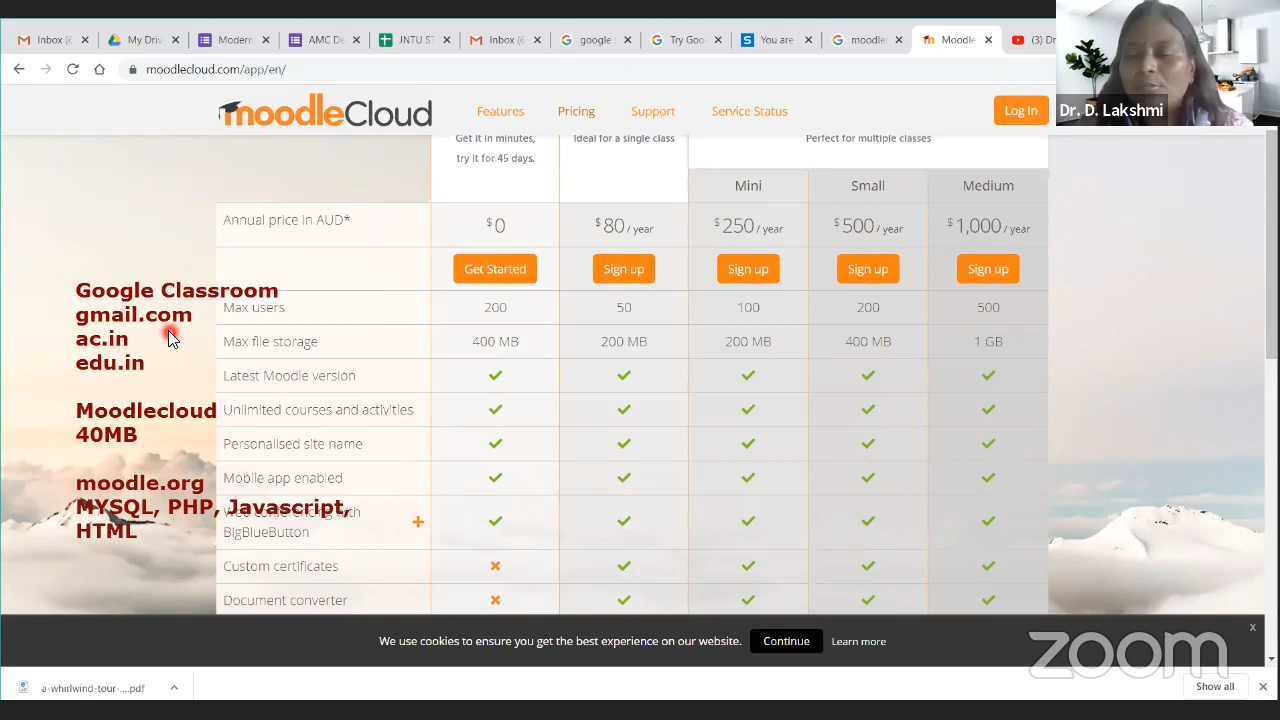 Inbox (6
My Driv
Modern
AMC De
JNTU ST
Inbox (6
google
Try Goo
You are
moodle
Moodle
(3) Dr
moodlecloud.com/app/en/
Dr. D. Lakshmi
moodleCloud
Features Pricing Support Service Status
Log In
Get it in minutes,
try it for 45 days.
Ideal for a single class
Perfect for multiple classes
Mini Small Medium
Annual price in AUD* $0 $80 / year $250 / year $500 / year $1,000 / year
Get Started Sign up Sign up Sign up Sign up
Google Classroom
Max users 200 50 100 200 500
gmail.com
ac.in
Max file storage 400 MB 200 MB 200 MB 400 MB 1 GB
edu.in
Latest Moodle version
Moodlecloud
Unlimited courses and activities
40MB
Personalised site name
Mobile app enabled
moodle.org
MYSQL, PHP, Javascript,
HTML
Web conferencing with
BigBlueButton
Custom certificates
Document converter
We use cookies to ensure you get the best experience on our website. Continue Learn more x
zoom
a-whirlwind-tour-....pdf
Show all